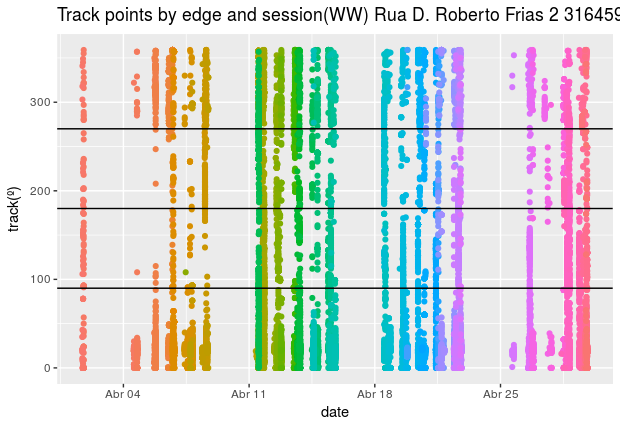 Track points by edge and session(WW) Rua D. Roberto Frias 2 316459
track(º)
300
200
100
0
Abr 04
Abr 11
Abr 18
Abr 25
date